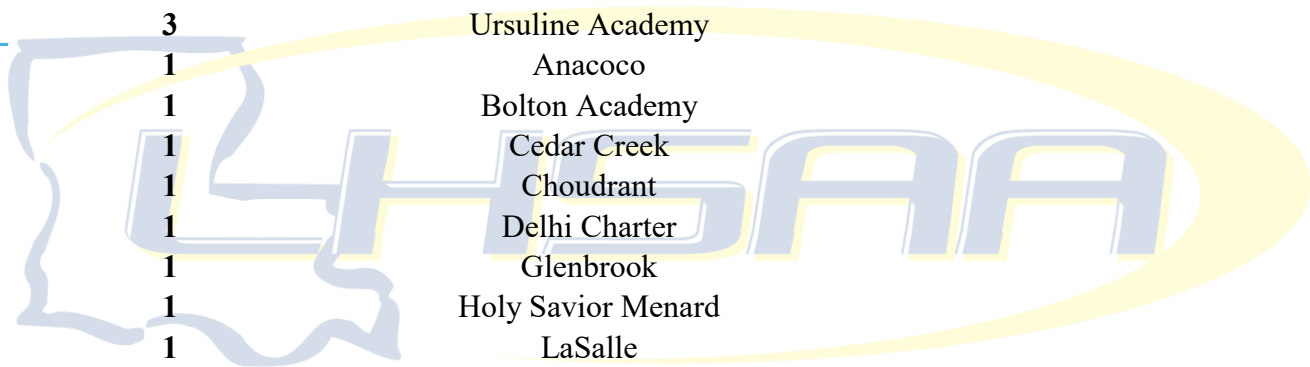 3 Ursuline Academy
1 Anacoco
1 Bolton Academy
1 Cedar Creek
1 Choudrant
LHSAA
1 Delhi Charter
1 Glenbrook
1 Holy Savior Menard
1 LaSalle